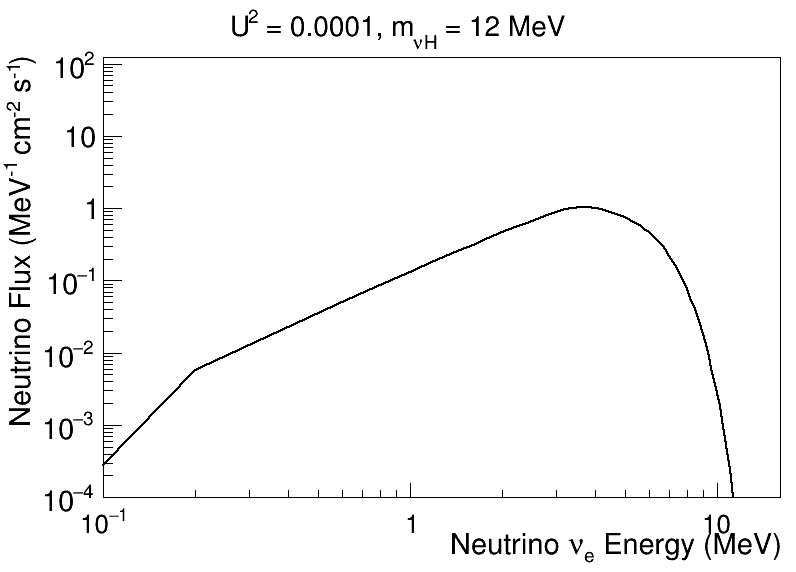 U² = 0.0001, m_νH = 12 MeV
Neutrino Flux (MeV⁻¹ cm⁻² s⁻¹)
10²
10
1
10⁻¹
10⁻²
10⁻³
10⁻⁴
10⁻¹ 1 10
Neutrino νₑ Energy (MeV)